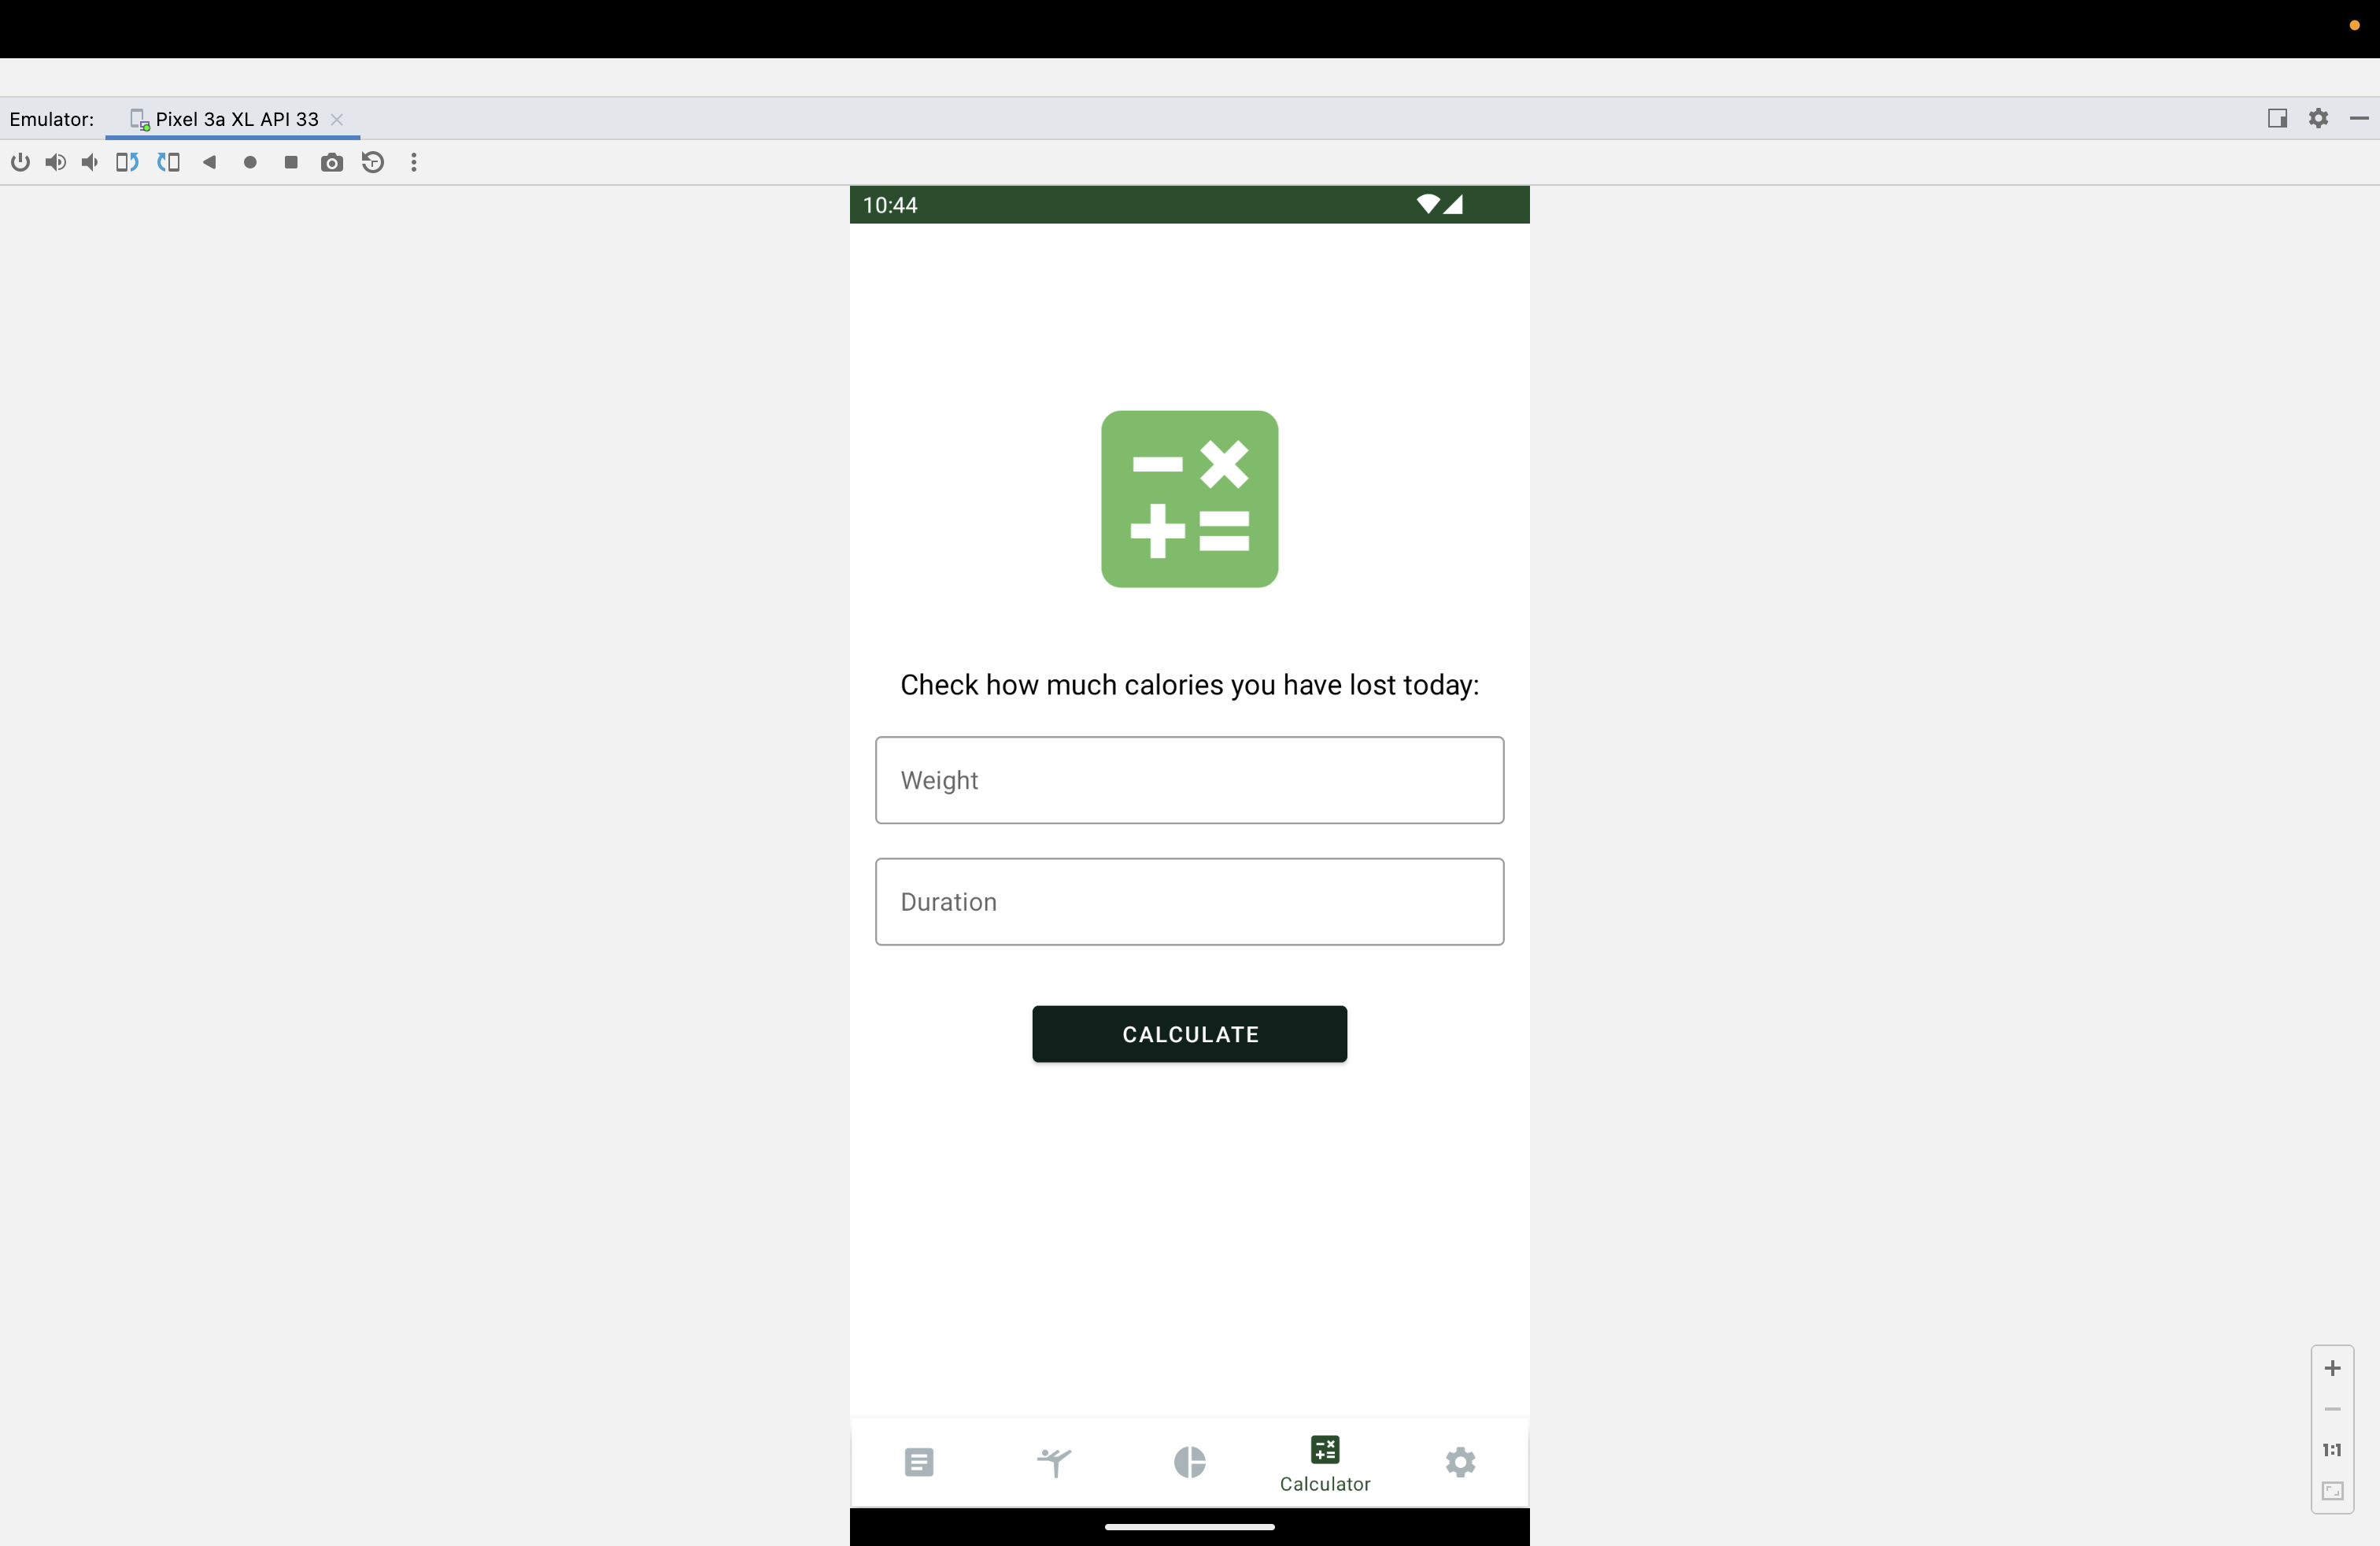 Emulator: Pixel 3a XL API 33
10:44
Check how much calories you have lost today:
Weight
Duration
CALCULATE
Calculator
1:1